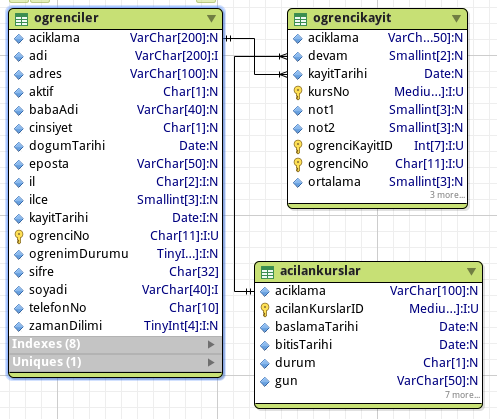 ogrenciler
aciklama VarChar[200]:N
adi VarChar[200]:I
adres VarChar[100]:N
aktif Char[1]:N
babaAdi VarChar[40]:N
cinsiyet Char[1]:N
dogumTarihi Date:N
eposta VarChar[50]:N
il Char[2]:I:N
ilce Smallint[3]:I:N
kayitTarihi Date:I:N
ogrenciNo Char[11]:I:U
ogrenimDurumu TinyI...]:I:N
sifre Char[32]
soyadi VarChar[40]:I
telefonNo Char[10]
zamanDilimi TinyInt[4]:I:N
Indexes (8)
Uniques (1)
ogrencikayit
aciklama VarCh...50]:N
devam Smallint[2]:N
kayitTarihi Date:N
kursNo Mediu...]:I:U
not1 Smallint[3]:N
not2 Smallint[3]:N
ogrenciKayitID Int[7]:I:U
ogrenciNo Char[11]:I:U
ortalama Smallint[3]:N
3 more...
acilankurslar
aciklama VarChar[100]:N
acilanKurslarID Mediu...]:I:U
baslamaTarihi Date:N
bitisTarihi Date:N
durum Char[1]:N
gun VarChar[50]:N
7 more...